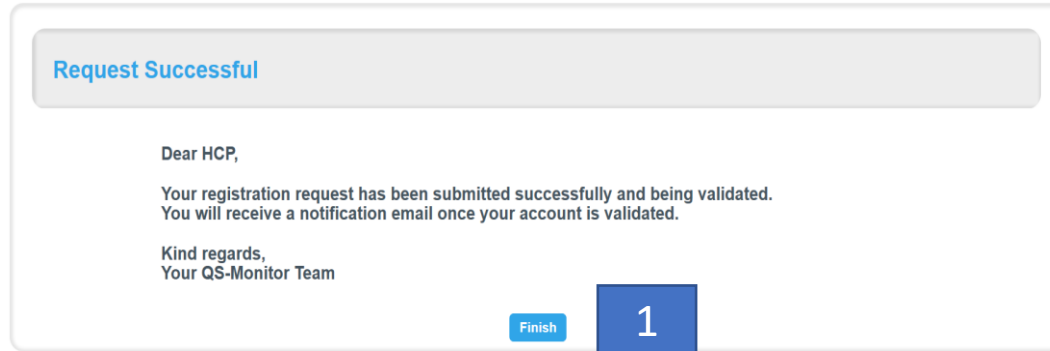 Request Successful
Dear HCP,
Your registration request has been submitted successfully and being validated.
You will receive a notification email once your account is validated.
Kind regards,
Your QS-Monitor Team
Finish
1